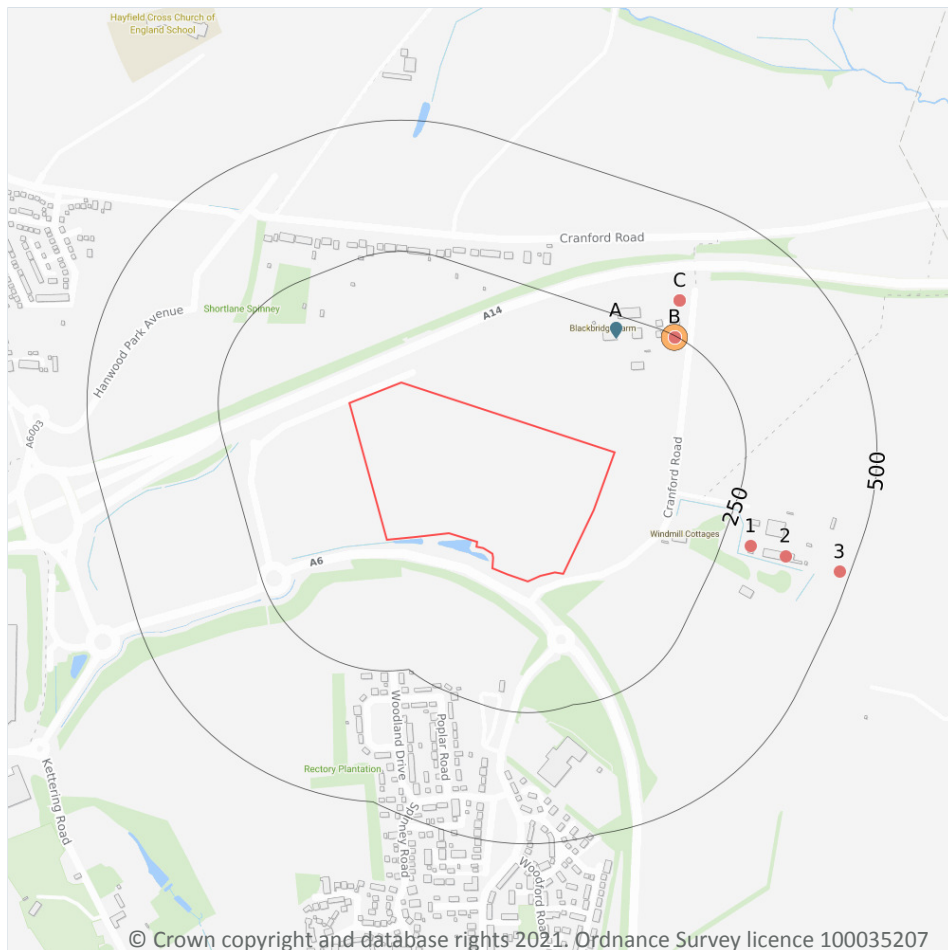 Hayfield Cross Church of
England School
Cranford Road
Shortlane Spinney
Hanwood Park Avenue
A14
A6003
C
A
B
Blackbridge Farm
Cranford Road
250
500
Windmill Cottages
1
2
3
A6
Woodland Drive
Poplar Road
Rectory Plantation
Spinney Road
Kettering Road
Woodford Road
© Crown copyright and database rights 2021. Ordnance Survey licence 100035207